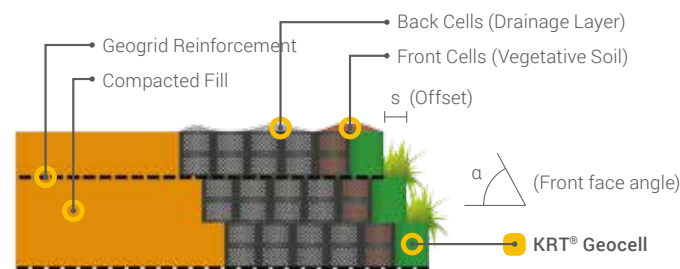 Back Cells (Drainage Layer)
Geogrid Reinforcement
Front Cells (Vegetative Soil)
Compacted Fill
s (Offset)
α (Front face angle)
KRT® Geocell